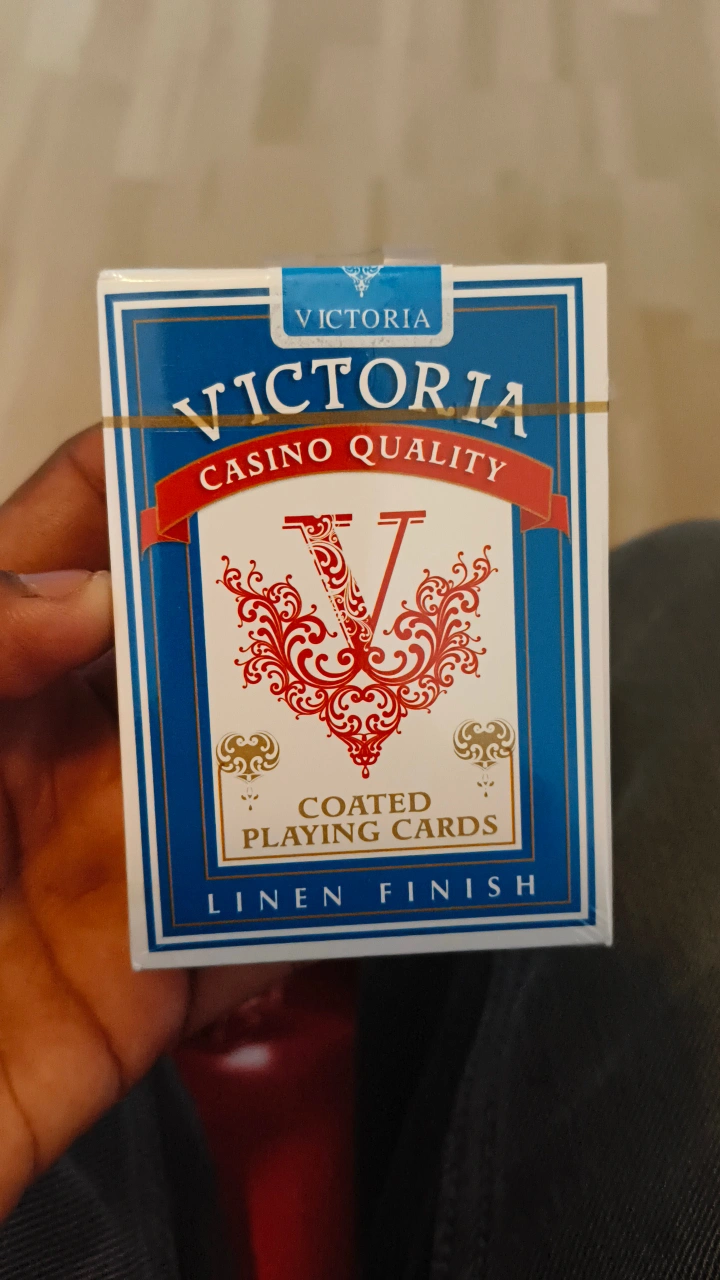 VICTORIA
VICTORIA
CASINO QUALITY
V
COATED
PLAYING CARDS
LINEN FINISH